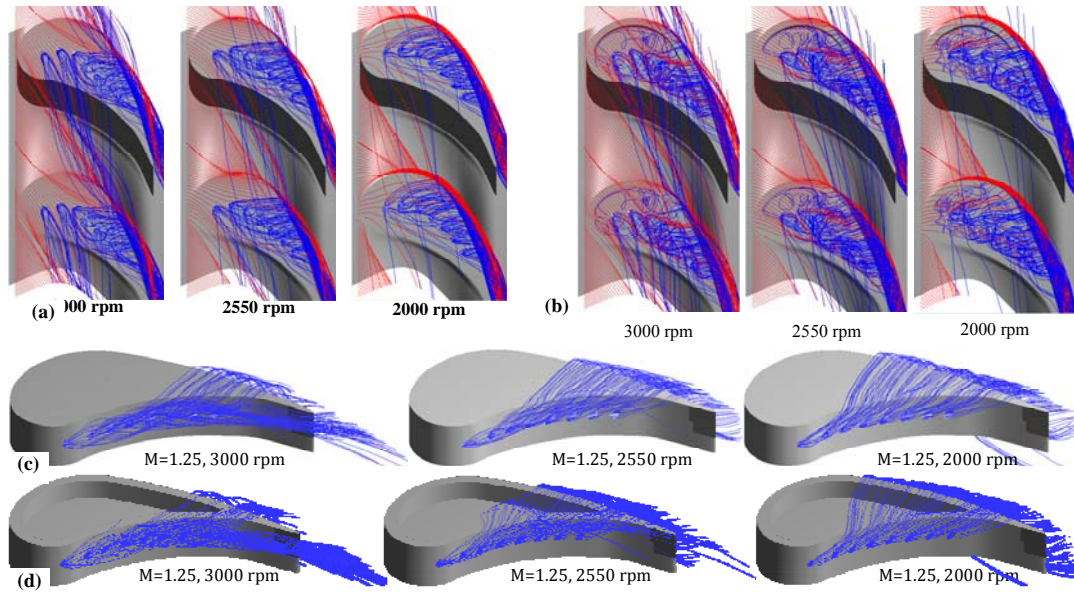 (a)
000 rpm
2550 rpm
2000 rpm
(b)
3000 rpm
2550 rpm
2000 rpm
(c)
M=1.25, 3000 rpm
M=1.25, 2550 rpm
M=1.25, 2000 rpm
(d)
M=1.25, 3000 rpm
M=1.25, 2550 rpm
M=1.25, 2000 rpm